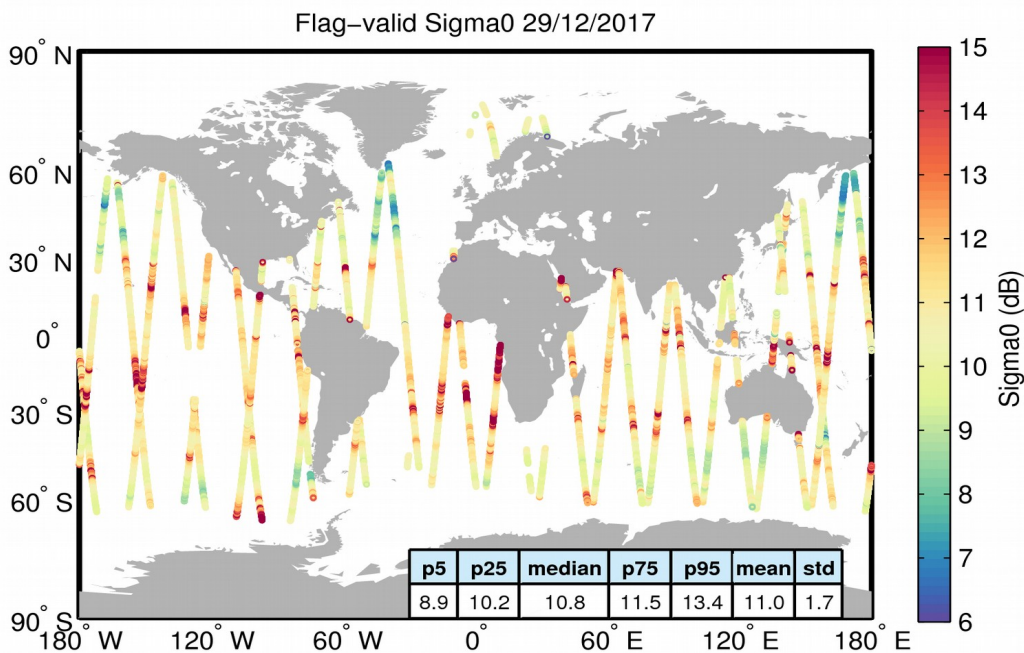 Flag−valid Sigma0 29/12/2017
90° N
60° N
30° N
0°
30° S
60° S
90° S
180° W
120° W
60° W
0°
60° E
120° E
180° E
p5 p25 median p75 p95 mean std
8.9 10.2 10.8 11.5 13.4 11.0 1.7
15
14
13
12
11
10
9
8
7
6
Sigma0 (dB)